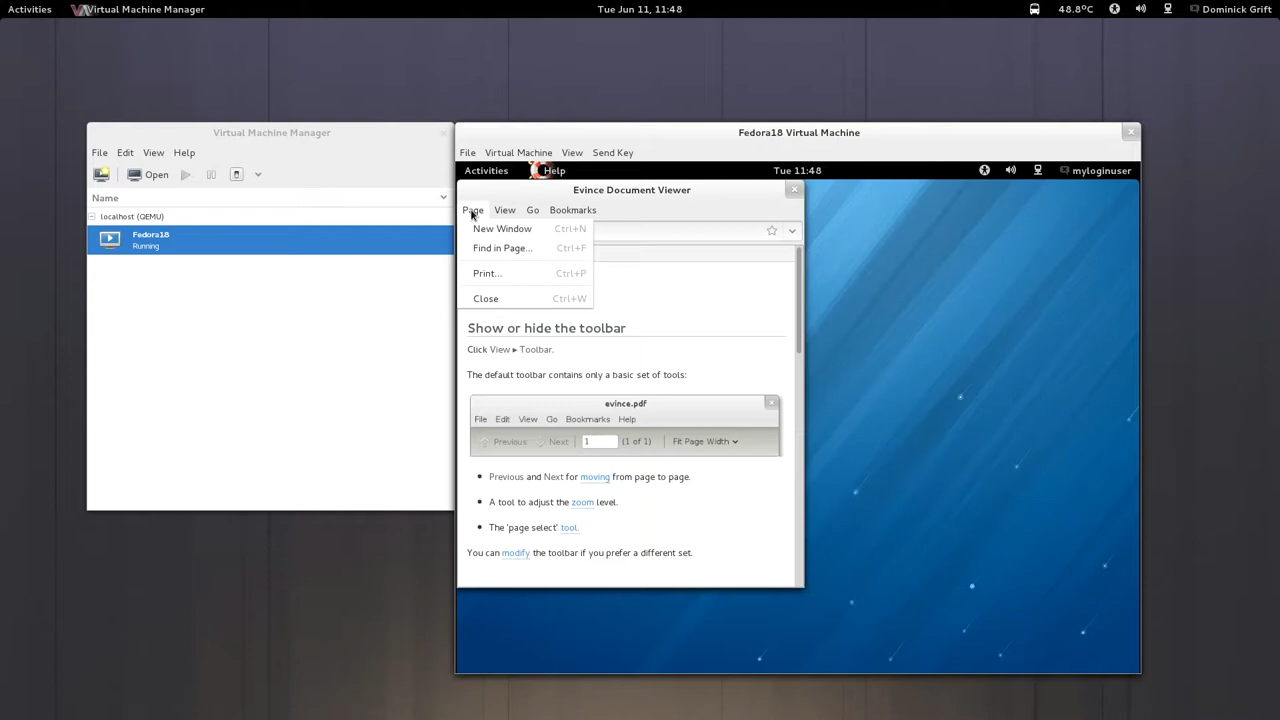 Activities Virtual Machine Manager Tue Jun 11, 11:48 48.8°C Dominick Grift
Virtual Machine Manager
File Edit View Help
Open
Name
localhost (QEMU)
Fedora18
Running
Fedora18 Virtual Machine
File Virtual Machine View Send Key
Activities Help Tue 11:48 myloginuser
Evince Document Viewer
Page View Go Bookmarks
New Window Ctrl+N
Find in Page... Ctrl+F
Print... Ctrl+P
Close Ctrl+W
Show or hide the toolbar
Click View ▸ Toolbar.
The default toolbar contains only a basic set of tools:
evince.pdf
File Edit View Go Bookmarks Help
Previous Next 1 (1 of 1) Fit Page Width
• Previous and Next for moving from page to page.
• A tool to adjust the zoom level.
• The 'page select' tool.
You can modify the toolbar if you prefer a different set.